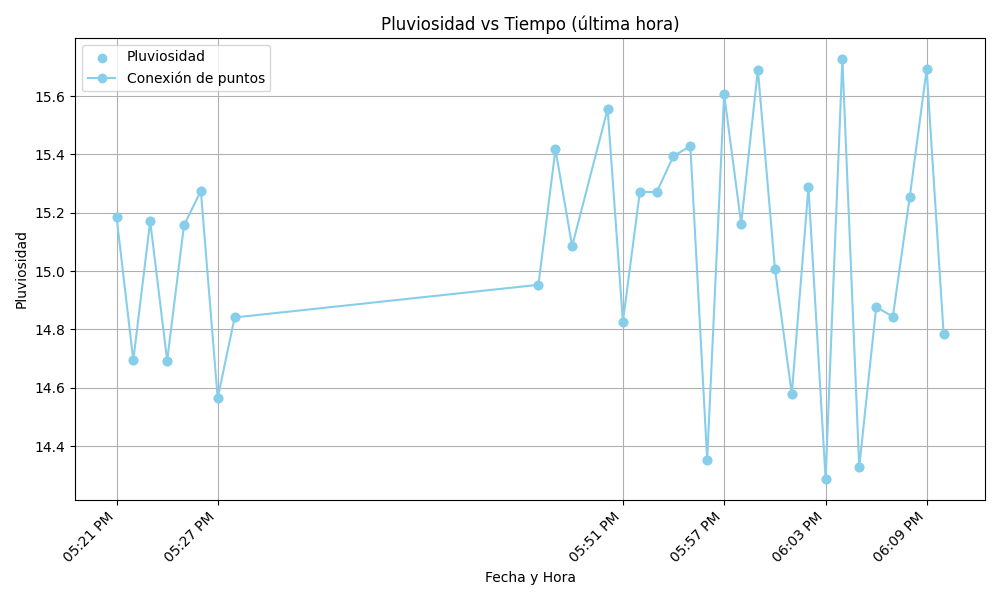 Pluviosidad vs Tiempo (última hora)
Pluviosidad
Conexión de puntos
15.6
15.4
15.2
15.0
14.8
14.6
14.4
Pluviosidad
05:21 PM
05:27 PM
05:51 PM
05:57 PM
06:03 PM
06:09 PM
Fecha y Hora